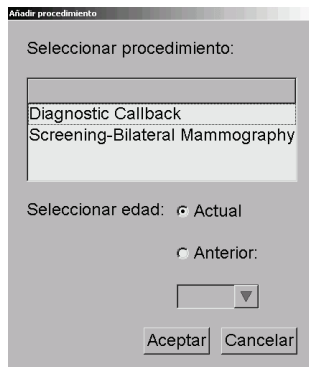 Añadir procedimiento
Seleccionar procedimiento:
Diagnostic Callback
Screening-Bilateral Mammography
Seleccionar edad:
Actual
Anterior:
Aceptar
Cancelar